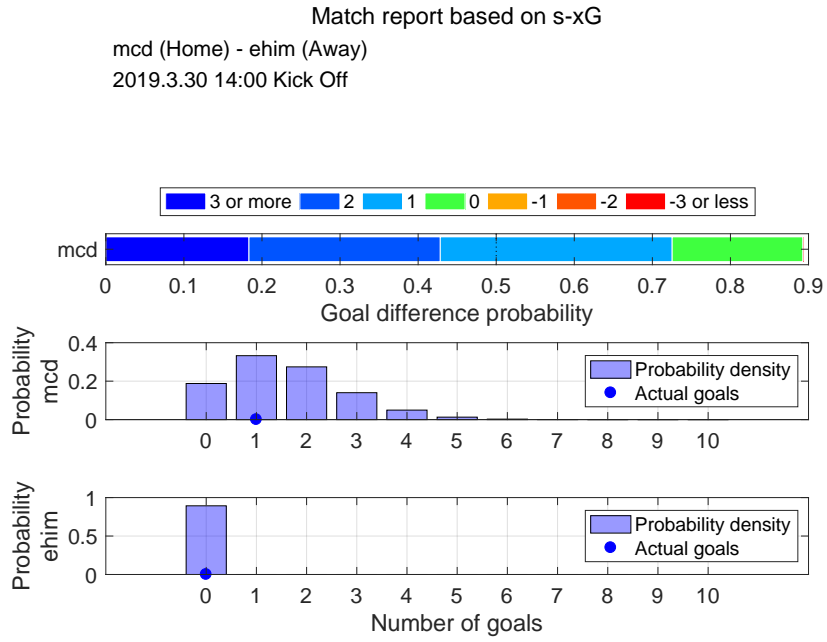 Match report based on s-xG
mcd (Home) - ehim (Away)
2019.3.30 14:00 Kick Off
3 or more 2 1 0 -1 -2 -3 or less
mcd
0 0.1 0.2 0.3 0.4 0.5 0.6 0.7 0.8 0.9
Goal difference probability
Probability
mcd
0.4
0.2
0
Probability density
Actual goals
0 1 2 3 4 5 6 7 8 9 10
Probability
ehim
1
0.5
0
Probability density
Actual goals
0 1 2 3 4 5 6 7 8 9 10
Number of goals